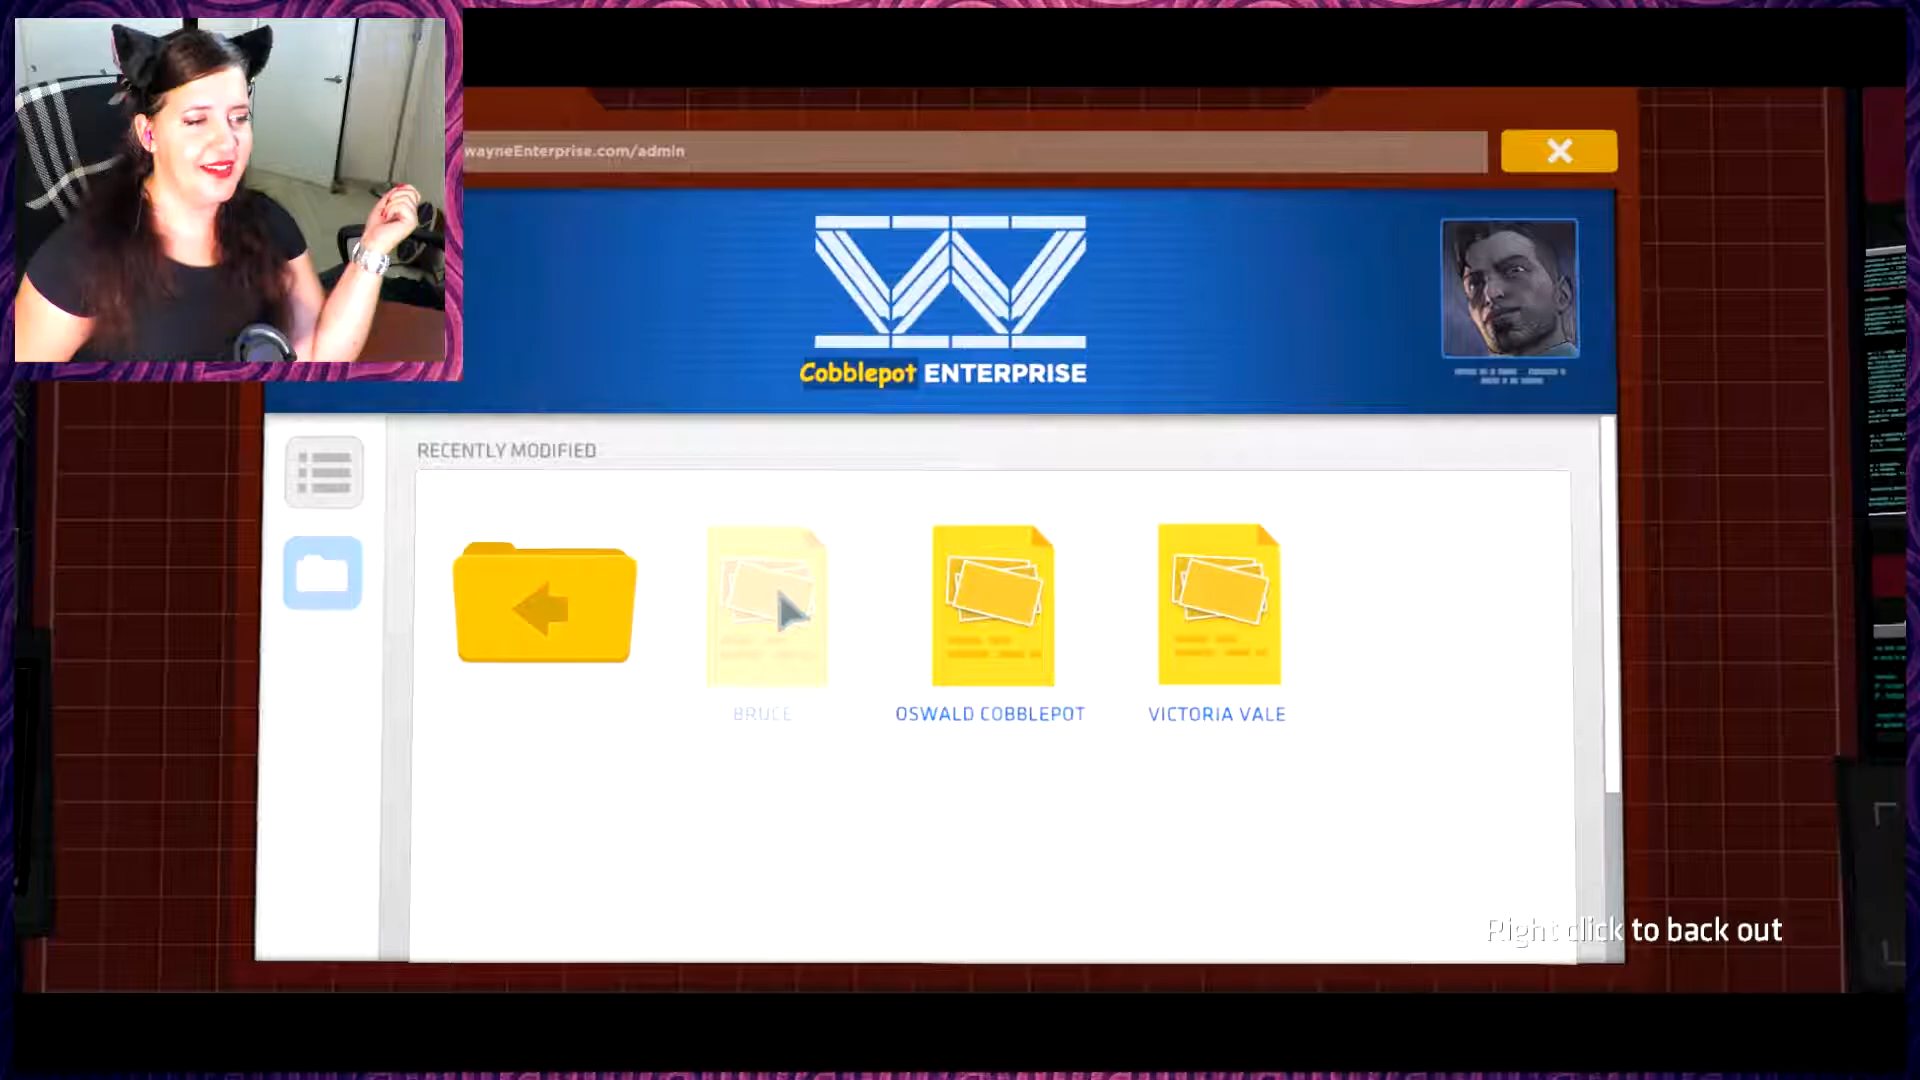 wayneEnterprise.com/admin
Cobblepot ENTERPRISE
RECENTLY MODIFIED
BRUCE
OSWALD COBBLEPOT
VICTORIA VALE
Right click to back out